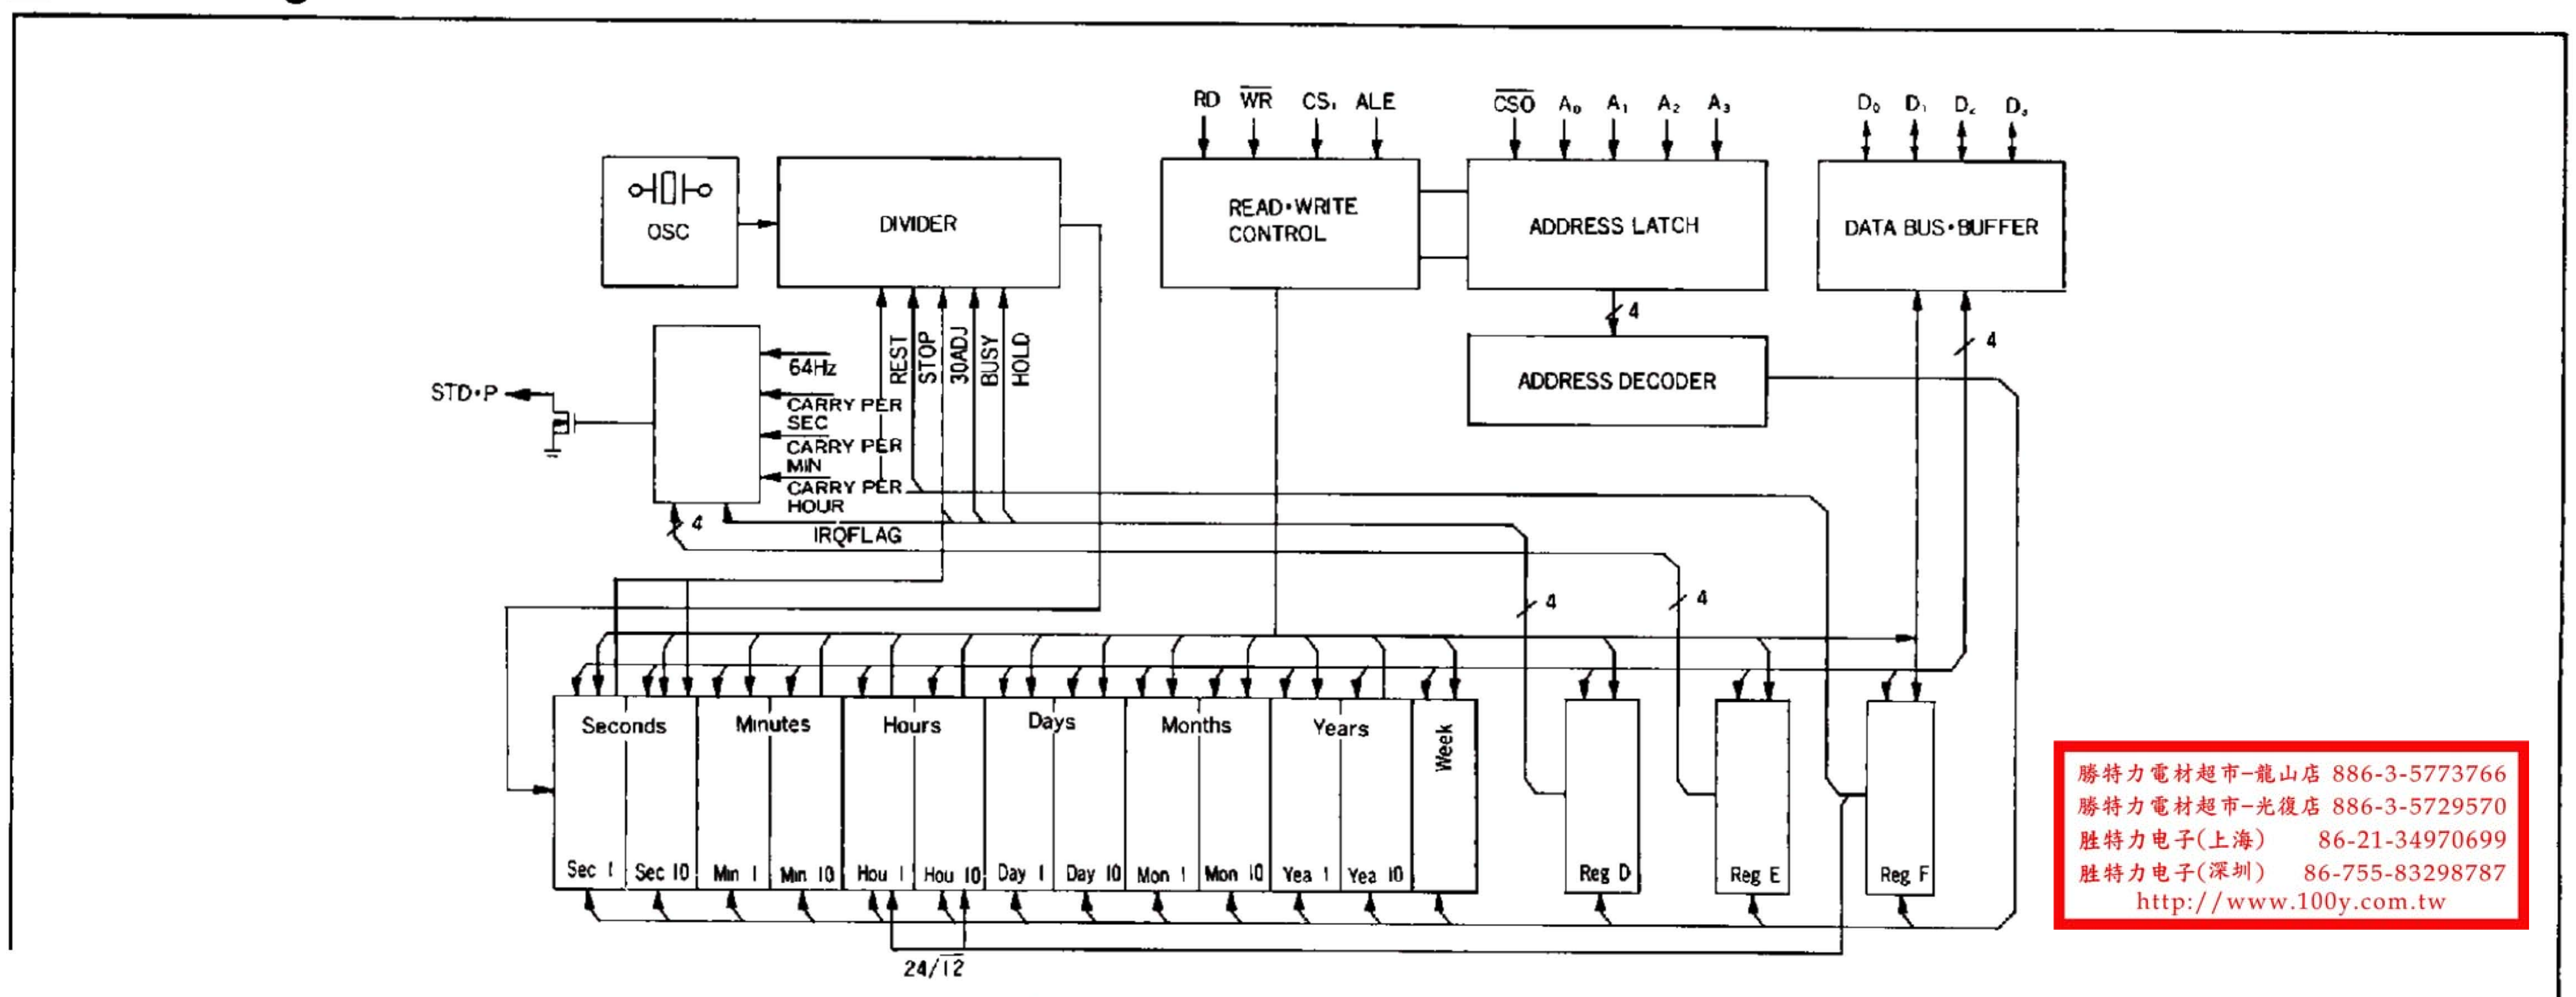 RD W̅R̅ CS₁ ALE
C̅S̅O̅ A₀ A₁ A₂ A₃
D₀ D₁ D₂ D₃
OSC
DIVIDER
READ•WRITE
CONTROL
ADDRESS LATCH
DATA BUS•BUFFER
4
ADDRESS DECODER
4
REST
STOP
30ADJ
BUSY
HOLD
64Hz
CARRY PER
SEC
CARRY PER
MIN
CARRY PER
HOUR
STD•P
4
IRQFLAG
4
4
Seconds
Minutes
Hours
Days
Months
Years
Week
Sec 1
Sec 10
Min 1
Min 10
Hou 1
Hou 10
Day 1
Day 10
Mon 1
Mon 10
Yea 1
Yea 10
Reg D
Reg E
Reg F
24/1̅2̅
勝特力電材超市-龍山店 886-3-5773766
勝特力電材超市-光復店 886-3-5729570
胜特力电子(上海) 86-21-34970699
胜特力电子(深圳) 86-755-83298787
http://www.100y.com.tw